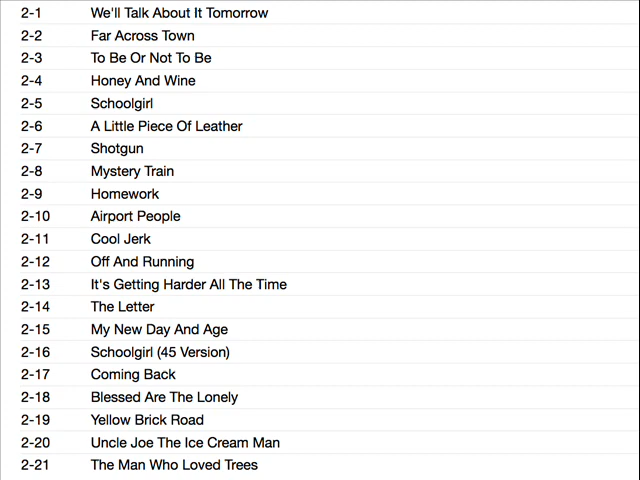 2-1 We'll Talk About It Tomorrow
2-2 Far Across Town
2-3 To Be Or Not To Be
2-4 Honey And Wine
2-5 Schoolgirl
2-6 A Little Piece Of Leather
2-7 Shotgun
2-8 Mystery Train
2-9 Homework
2-10 Airport People
2-11 Cool Jerk
2-12 Off And Running
2-13 It's Getting Harder All The Time
2-14 The Letter
2-15 My New Day And Age
2-16 Schoolgirl (45 Version)
2-17 Coming Back
2-18 Blessed Are The Lonely
2-19 Yellow Brick Road
2-20 Uncle Joe The Ice Cream Man
2-21 The Man Who Loved Trees